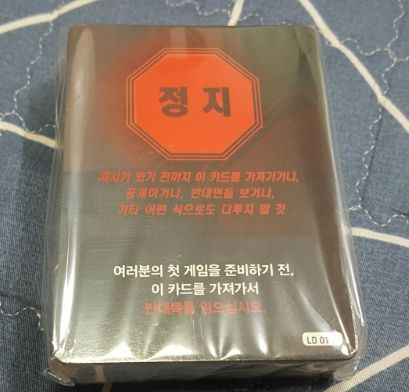 정지
지시가 있기 전까지 이 카드를 가져가거나,
공개하거나, 반대면을 보거나,
기타 어떤 식으로도 다루지 말 것
여러분의 첫 게임을 준비하기 전,
이 카드를 가져가서
반대쪽을 읽으십시오.
LD 01